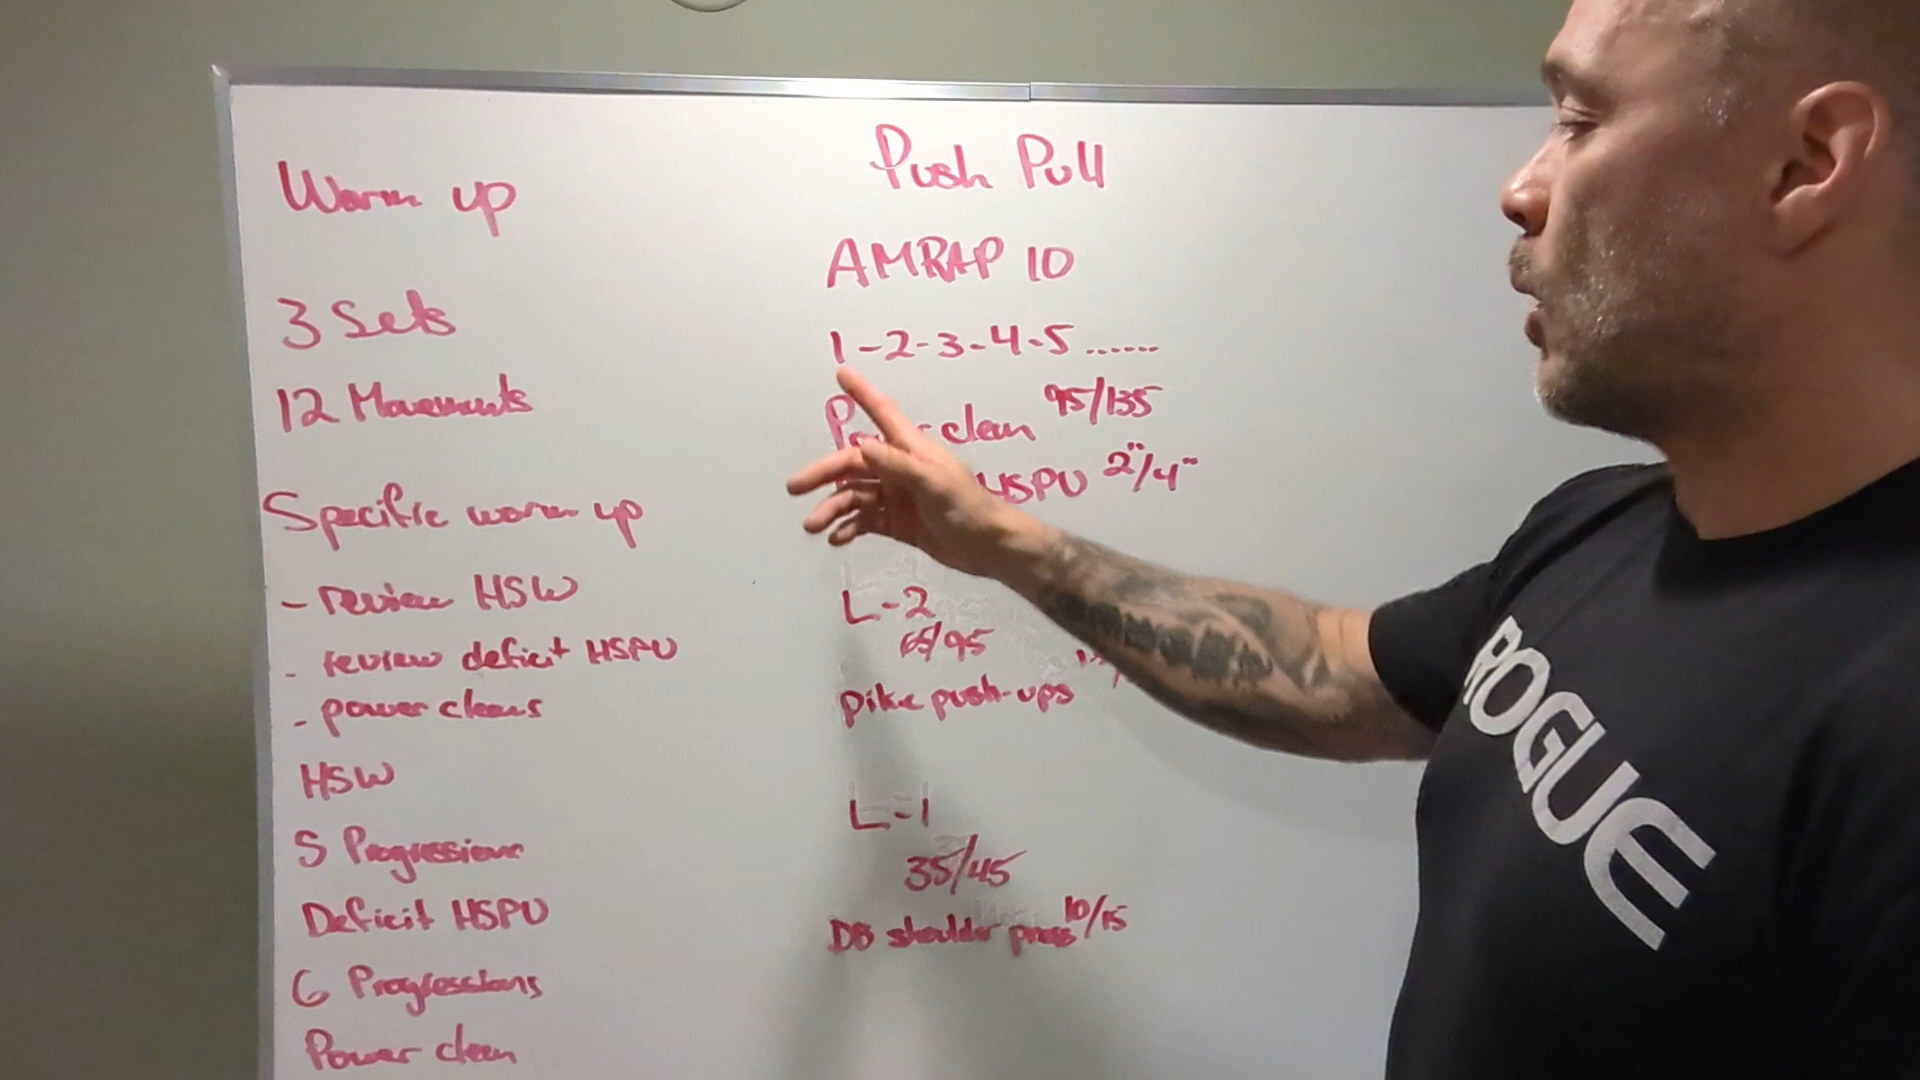 Warm up
3 Sets
12 Movements
Specific warm up
- review HSW
- review deficit HSPU
- power cleans
HSW
5 Progressions
Deficit HSPU
6 Progressions
Power clean
Push Pull
AMRAP 10
1-2-3-4-5......
clean 95/135
HSPU 2"/4"
L-2
65/95
pike push-ups
L-1
35/45
DB shoulder press 10/15
ROGUE